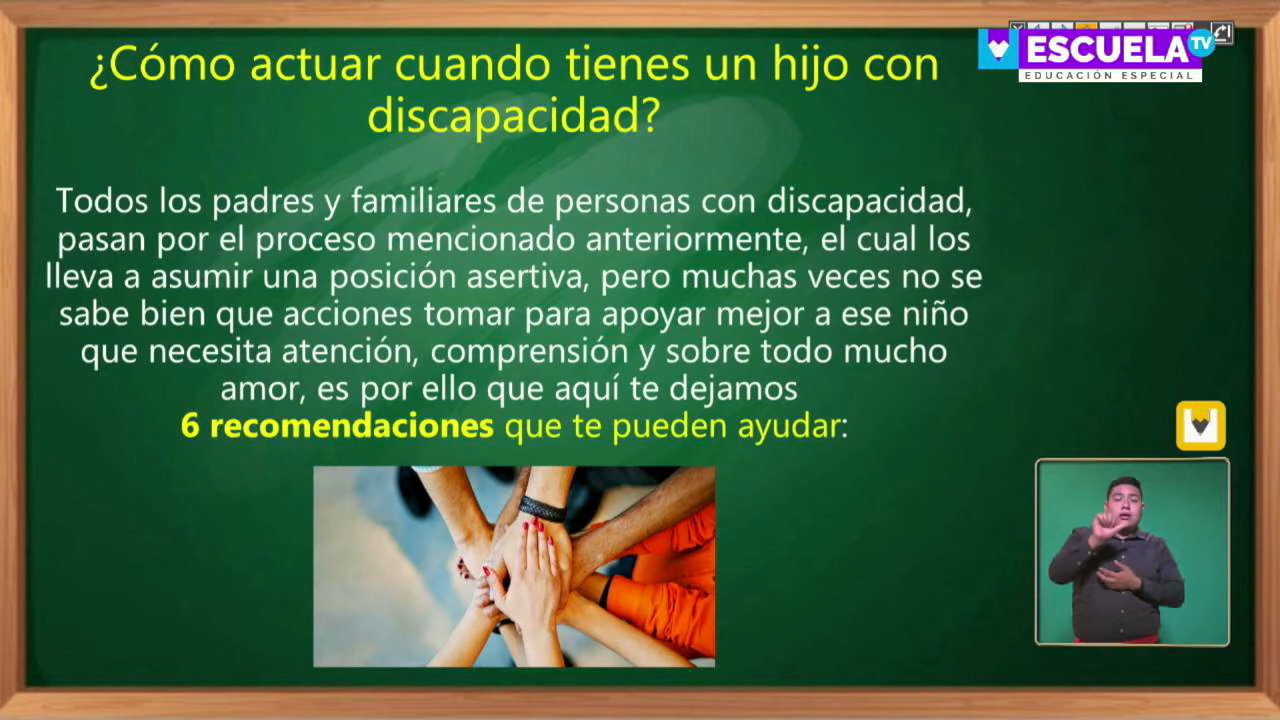 ¿Cómo actuar cuando tienes un hijo con
discapacidad?
ESCUELA TV
EDUCACIÓN ESPECIAL
Todos los padres y familiares de personas con discapacidad,
pasan por el proceso mencionado anteriormente, el cual los
lleva a asumir una posición asertiva, pero muchas veces no se
sabe bien que acciones tomar para apoyar mejor a ese niño
que necesita atención, comprensión y sobre todo mucho
amor, es por ello que aquí te dejamos
6 recomendaciones que te pueden ayudar: